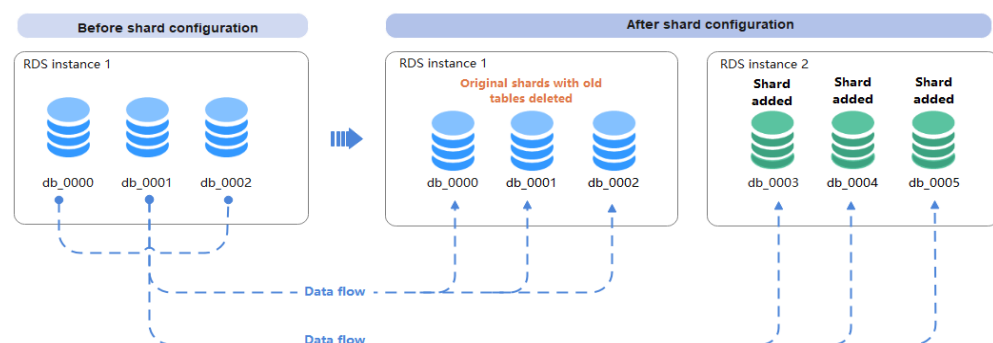 Before shard configuration
After shard configuration
RDS instance 1
RDS instance 1
RDS instance 2
Original shards with old
tables deleted
Shard
added
Shard
added
Shard
added
db_0000
db_0001
db_0002
db_0000
db_0001
db_0002
db_0003
db_0004
db_0005
Data flow
Data flow